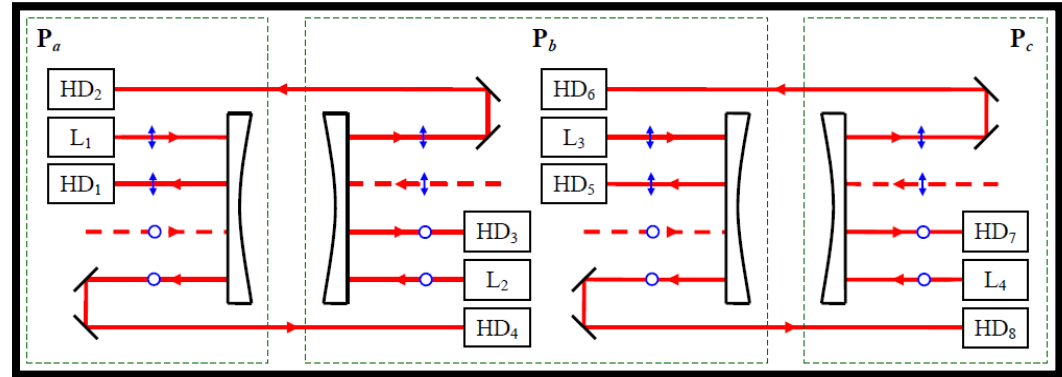 Pa Pb Pc
HD2 HD6
L1 L3
HD1 HD5
HD3 HD7
L2 L4
HD4 HD8